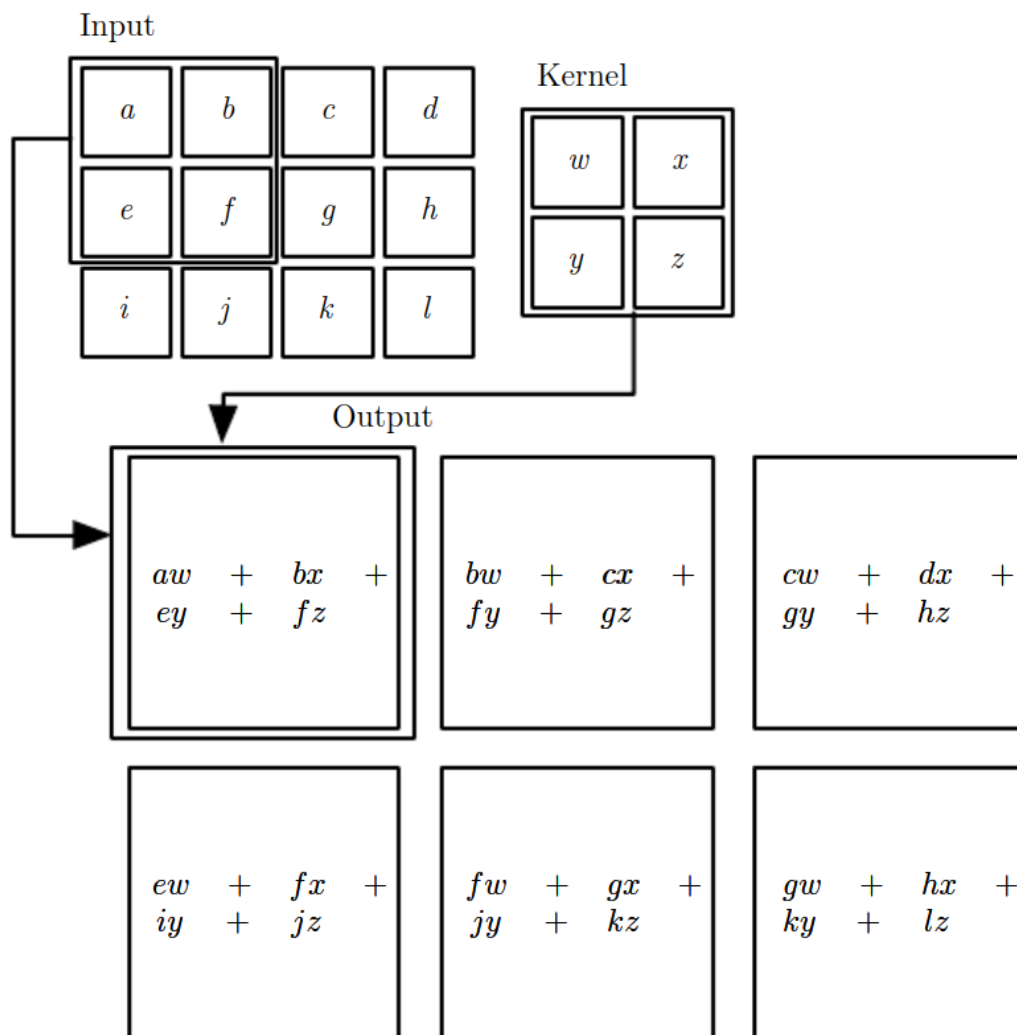 Input
Kernel
a b c d
w x
e f g h
y z
i j k l
Output
aw + bx +
ey + fz
bw + cx +
fy + gz
cw + dx +
gy + hz
ew + fx +
iy + jz
fw + gx +
jy + kz
gw + hx +
ky + lz